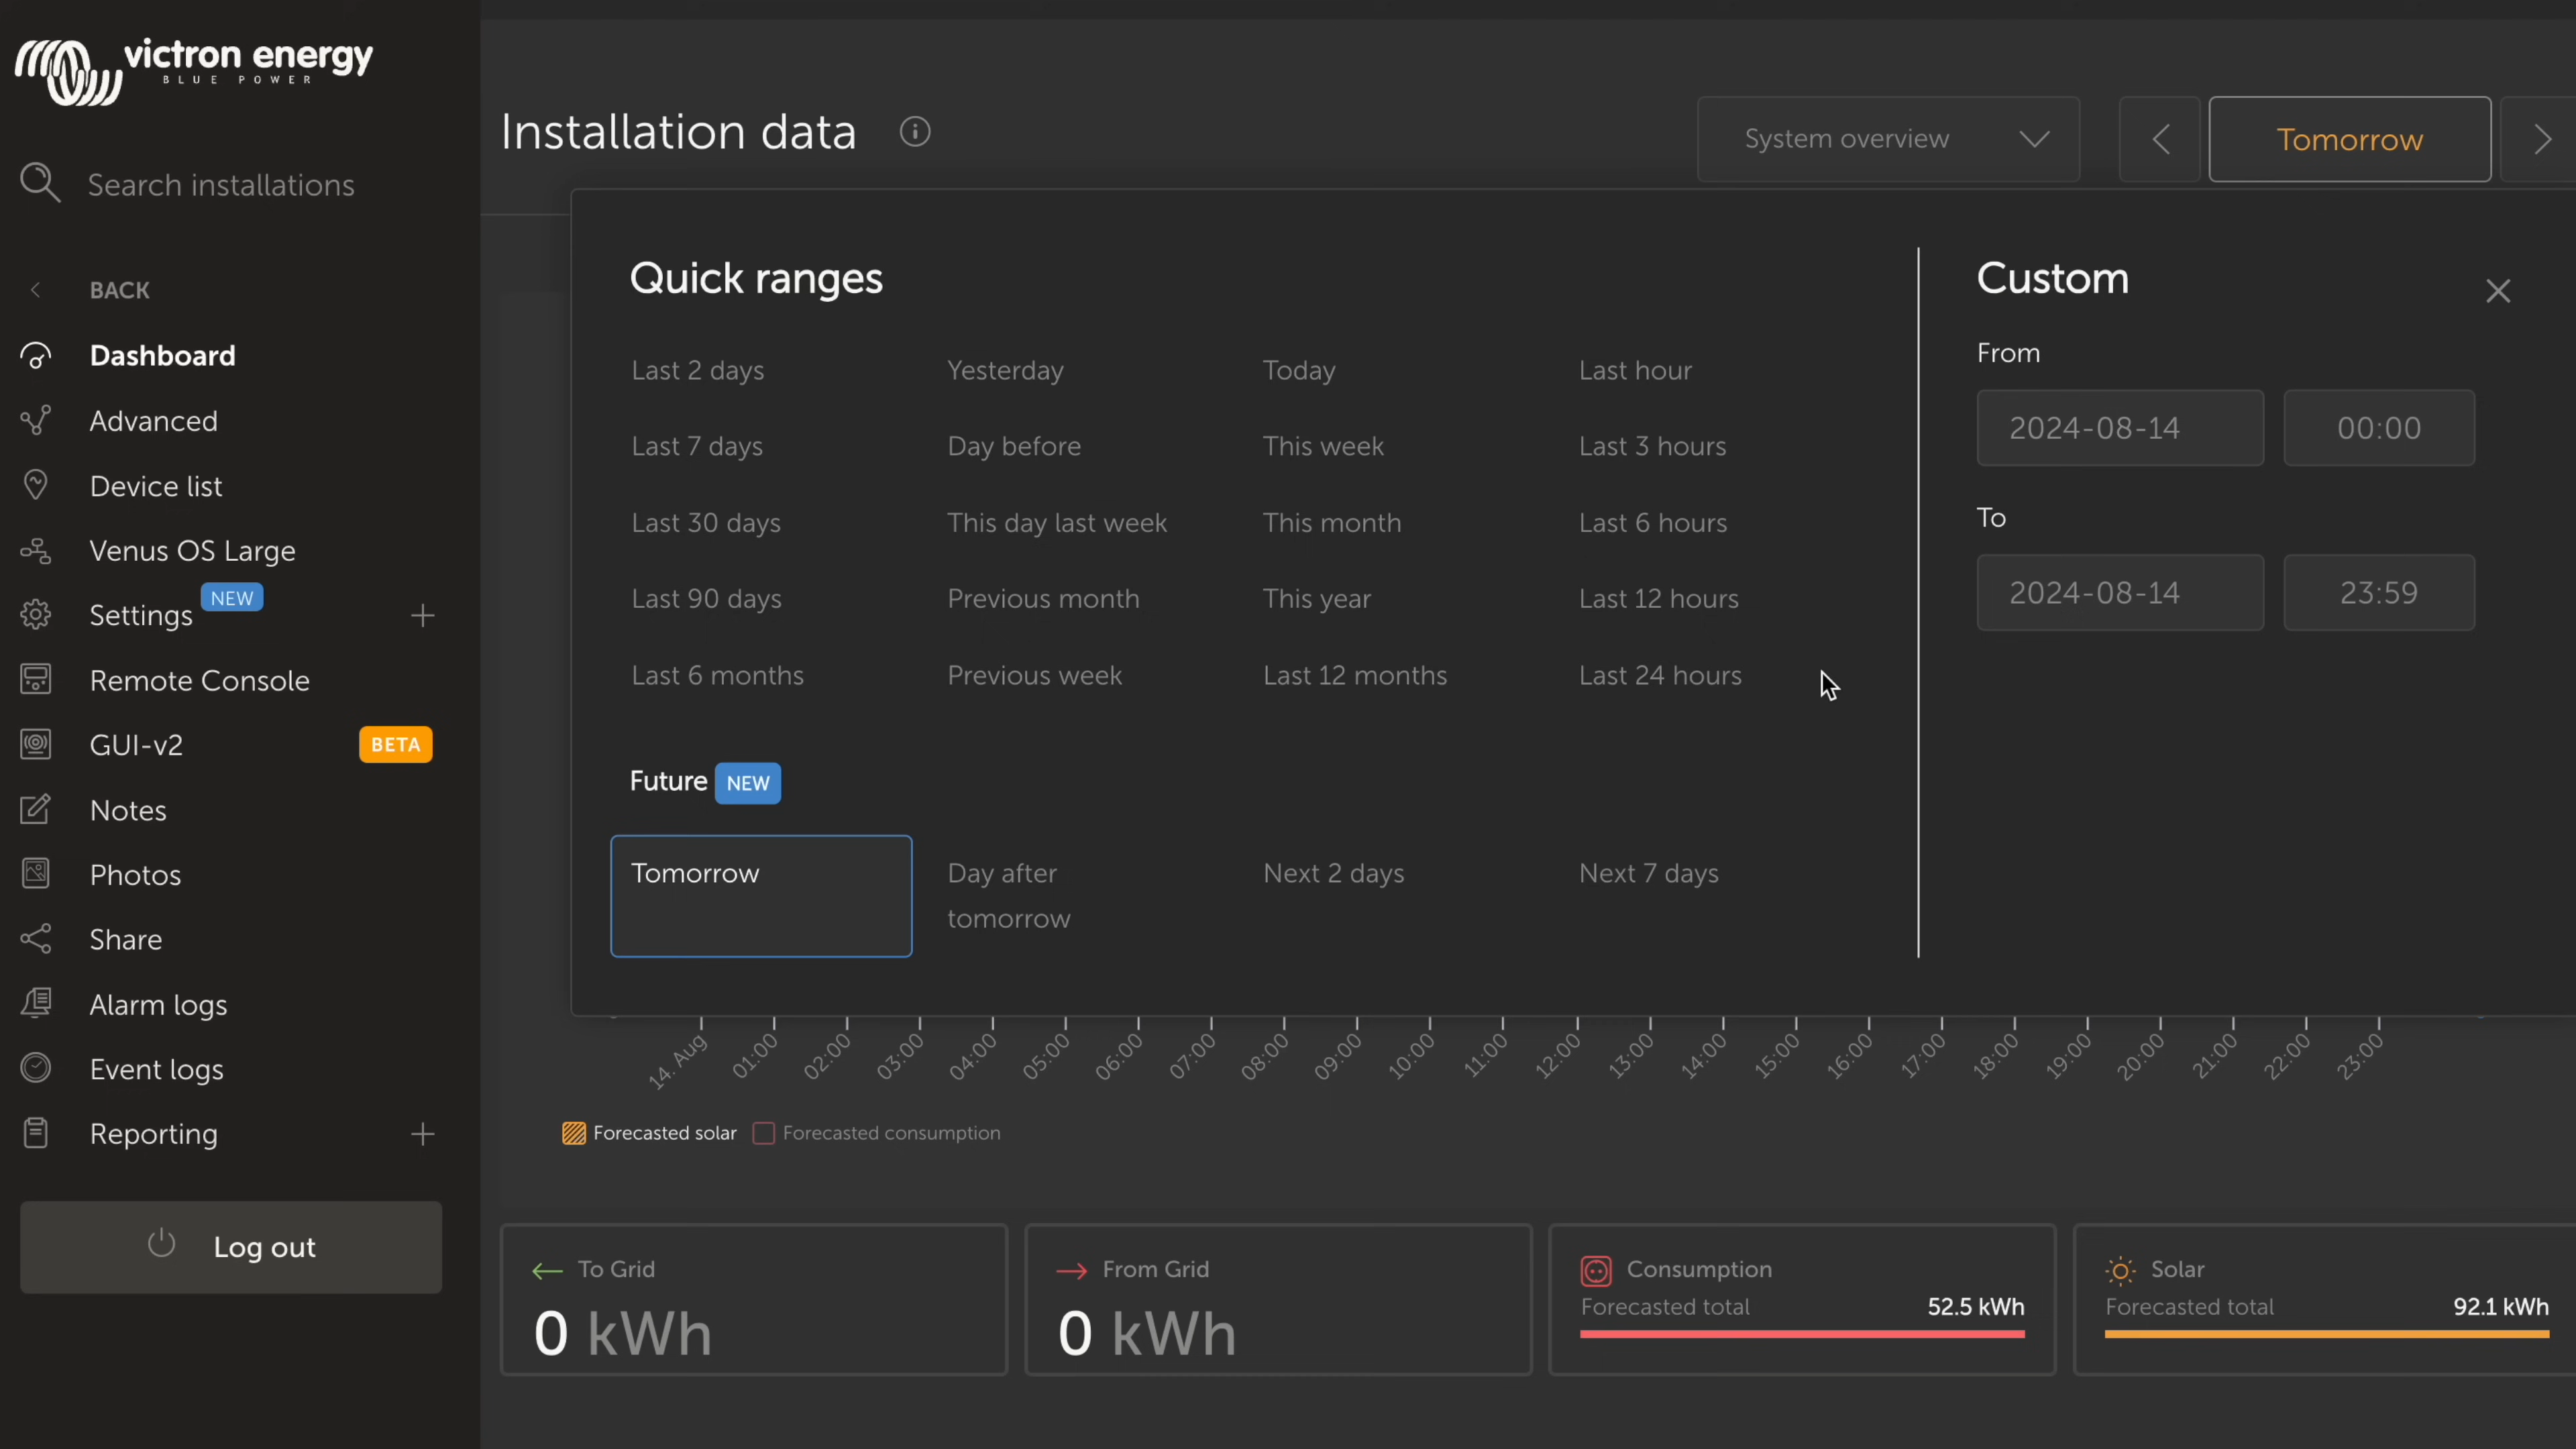 victron energy
BLUE POWER
Search installations
BACK
Dashboard
Advanced
Device list
Venus OS Large
Settings NEW
Remote Console
GUI-v2 BETA
Notes
Photos
Share
Alarm logs
Event logs
Reporting
Log out
Installation data
System overview
Tomorrow
Quick ranges
Last 2 days Yesterday Today Last hour
Last 7 days Day before This week Last 3 hours
Last 30 days This day last week This month Last 6 hours
Last 90 days Previous month This year Last 12 hours
Last 6 months Previous week Last 12 months Last 24 hours
Future NEW
Tomorrow Day after Next 2 days Next 7 days
tomorrow
Custom
From
2024-08-14 00:00
To
2024-08-14 23:59
14. Aug 01:00 02:00 03:00 04:00 05:00 06:00 07:00 08:00 09:00 10:00 11:00 12:00 13:00 14:00 15:00 16:00 17:00 18:00 19:00 20:00 21:00 22:00 23:00
Forecasted solar Forecasted consumption
To Grid
0 kWh
From Grid
0 kWh
Consumption
Forecasted total 52.5 kWh
Solar
Forecasted total 92.1 kWh